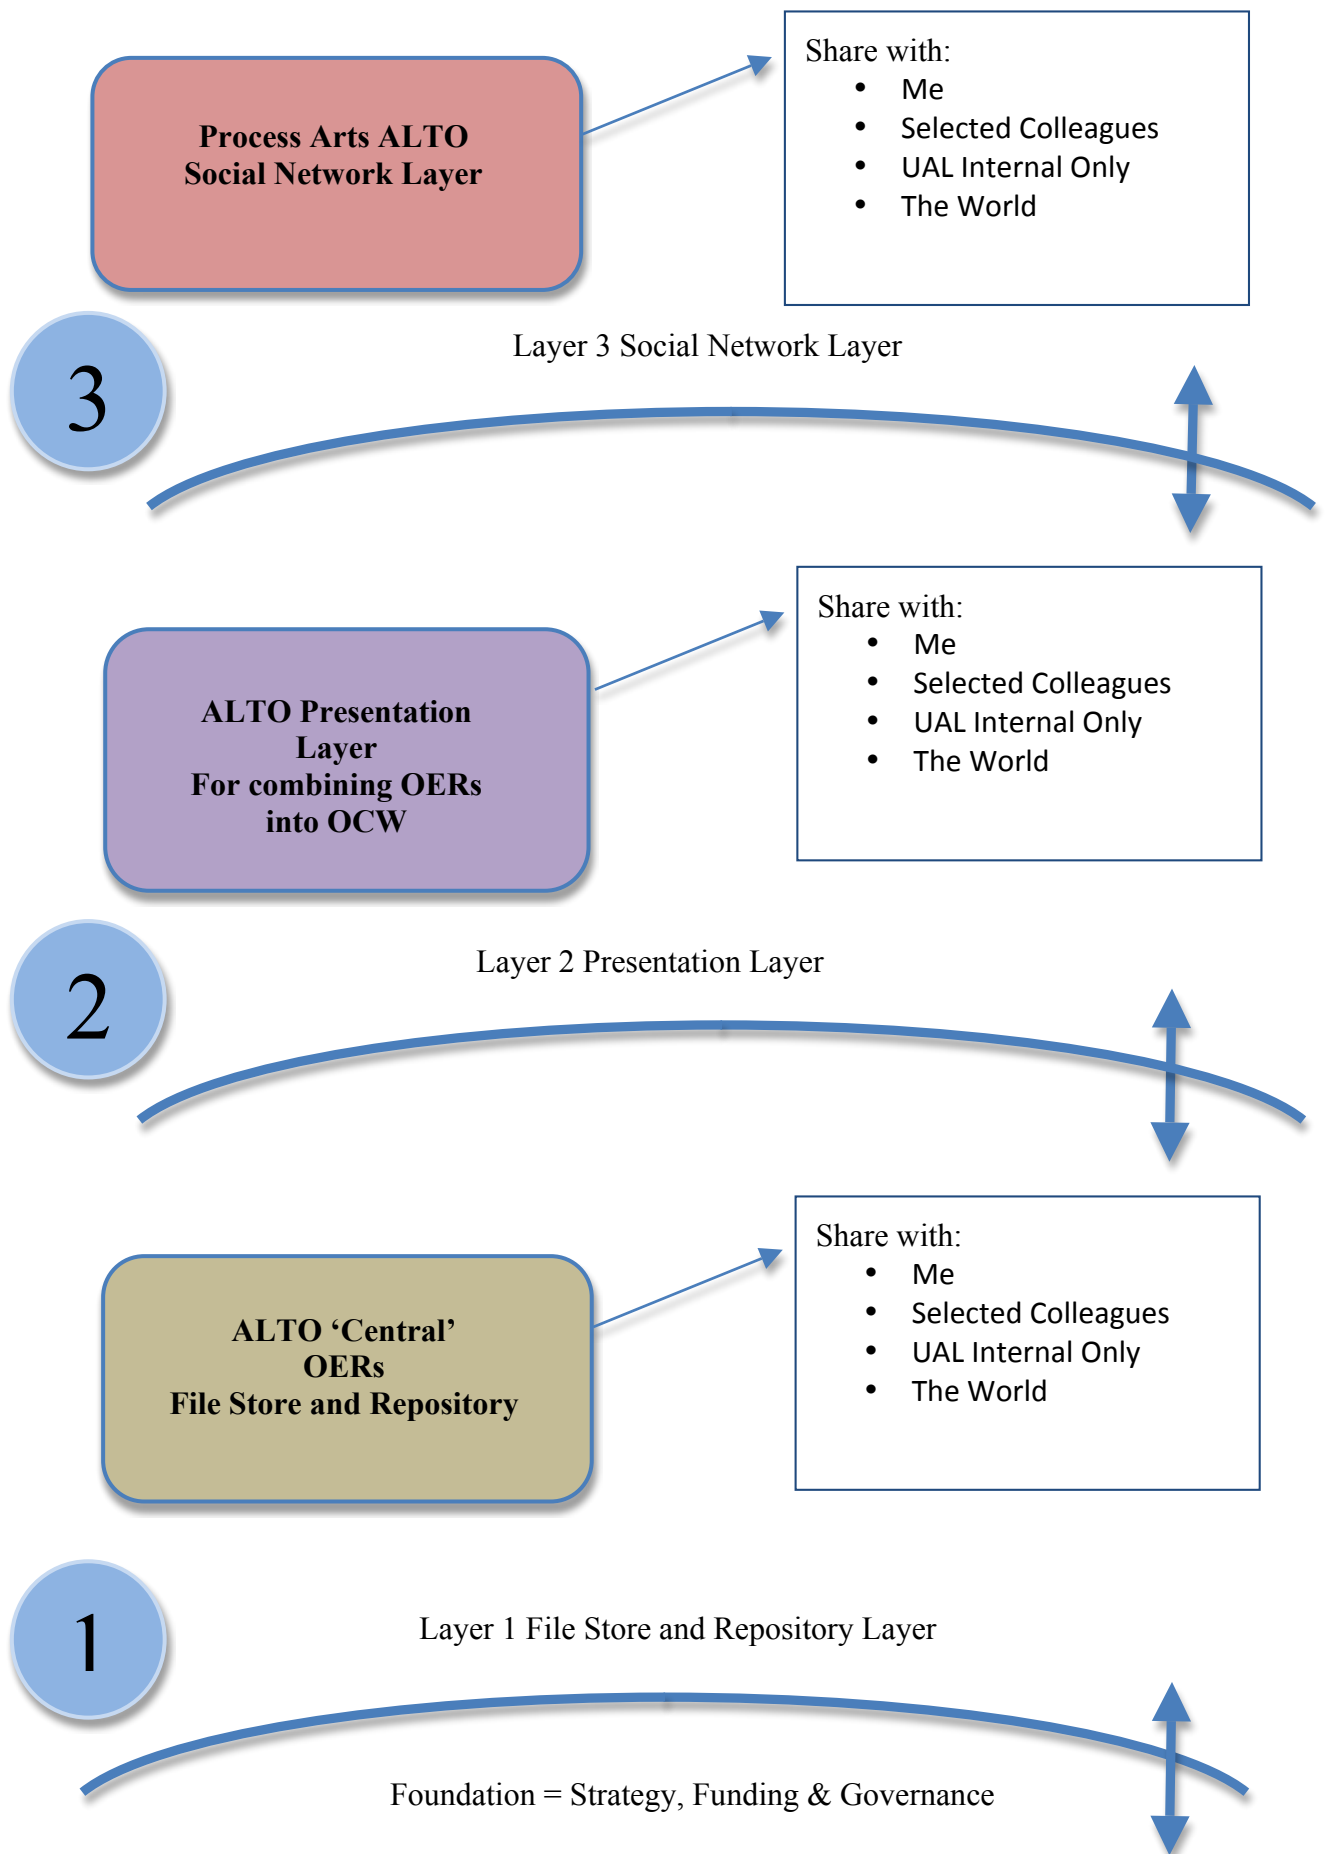 Process Arts ALTO
Social Network Layer
Share with:
• Me
• Selected Colleagues
• UAL Internal Only
• The World
3
Layer 3 Social Network Layer
ALTO Presentation
Layer
For combining OERs
into OCW
Share with:
• Me
• Selected Colleagues
• UAL Internal Only
• The World
2
Layer 2 Presentation Layer
ALTO ‘Central’
OERs
File Store and Repository
Share with:
• Me
• Selected Colleagues
• UAL Internal Only
• The World
1
Layer 1 File Store and Repository Layer
Foundation = Strategy, Funding & Governance